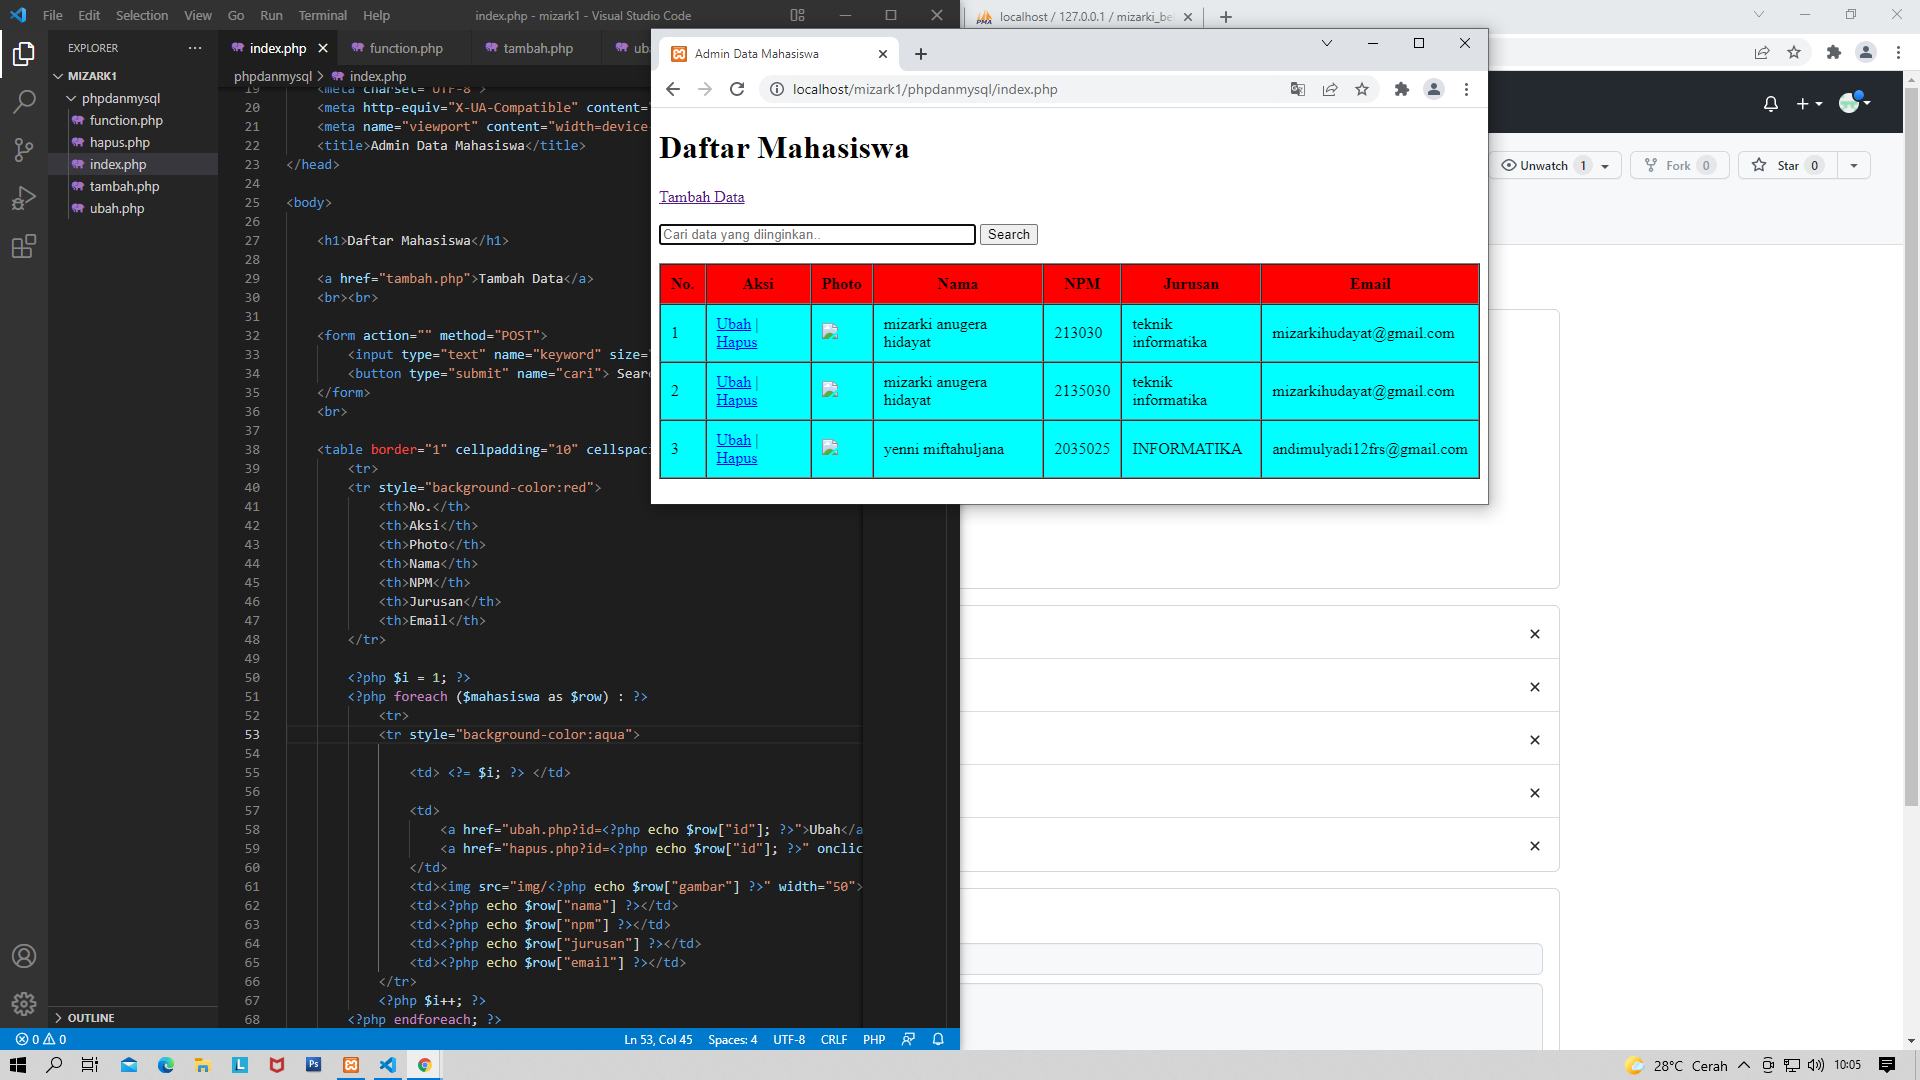 File Edit Selection View Go Run Terminal Help
index.php - mizark1 - Visual Studio Code
EXPLORER
MIZARK1
phpdanmysql
function.php
hapus.php
index.php
tambah.php
ubah.php
OUTLINE
index.php
function.php
tambah.php
phpdanmysql > index.php
20 <meta http-equiv="X-UA-Compatible" content="
21 <meta name="viewport" content="width=device-
22 <title>Admin Data Mahasiswa</title>
23 </head>
24
25 <body>
26
27 <h1>Daftar Mahasiswa</h1>
28
29 <a href="tambah.php">Tambah Data</a>
30 <br><br>
31
32 <form action="" method="POST">
33 <input type="text" name="keyword" size="
34 <button type="submit" name="cari"> Sear
35 </form>
36 <br>
37
38 <table border="1" cellpadding="10" cellspaci
39 <tr>
40 <tr style="background-color:red">
41 <th>No.</th>
42 <th>Aksi</th>
43 <th>Photo</th>
44 <th>Nama</th>
45 <th>NPM</th>
46 <th>Jurusan</th>
47 <th>Email</th>
48 </tr>
49
50 <?php $i = 1; ?>
51 <?php foreach ($mahasiswa as $row) : ?>
52 <tr>
53 <tr style="background-color:aqua">
54
55 <td> <?= $i; ?> </td>
56
57 <td>
58 <a href="ubah.php?id=<?php echo $row["id"]; ?>">Ubah</a
59 <a href="hapus.php?id=<?php echo $row["id"]; ?>" onclic
60 </td>
61 <td><img src="img/<?php echo $row["gambar"] ?>" width="50">
62 <td><?php echo $row["nama"] ?></td>
63 <td><?php echo $row["npm"] ?></td>
64 <td><?php echo $row["jurusan"] ?></td>
65 <td><?php echo $row["email"] ?></td>
66 </tr>
67 <?php $i++; ?>
68 <?php endforeach; ?>
0 0
Ln 53, Col 45 Spaces: 4 UTF-8 CRLF PHP
localhost / 127.0.0.1 / mizarki_be
Admin Data Mahasiswa
localhost/mizark1/phpdanmysql/index.php
Daftar Mahasiswa
Tambah Data
Cari data yang diinginkan..
Search
No. Aksi Photo Nama NPM Jurusan Email
1 Ubah | Hapus mizarki anugera hidayat 213030 teknik informatika mizarkihudayat@gmail.com
2 Ubah | Hapus mizarki anugera hidayat 2135030 teknik informatika mizarkihudayat@gmail.com
3 Ubah | Hapus yenni miftahuljana 2035025 INFORMATIKA andimulyadi12frs@gmail.com
Unwatch 1
Fork 0
Star 0
28°C Cerah
10:05